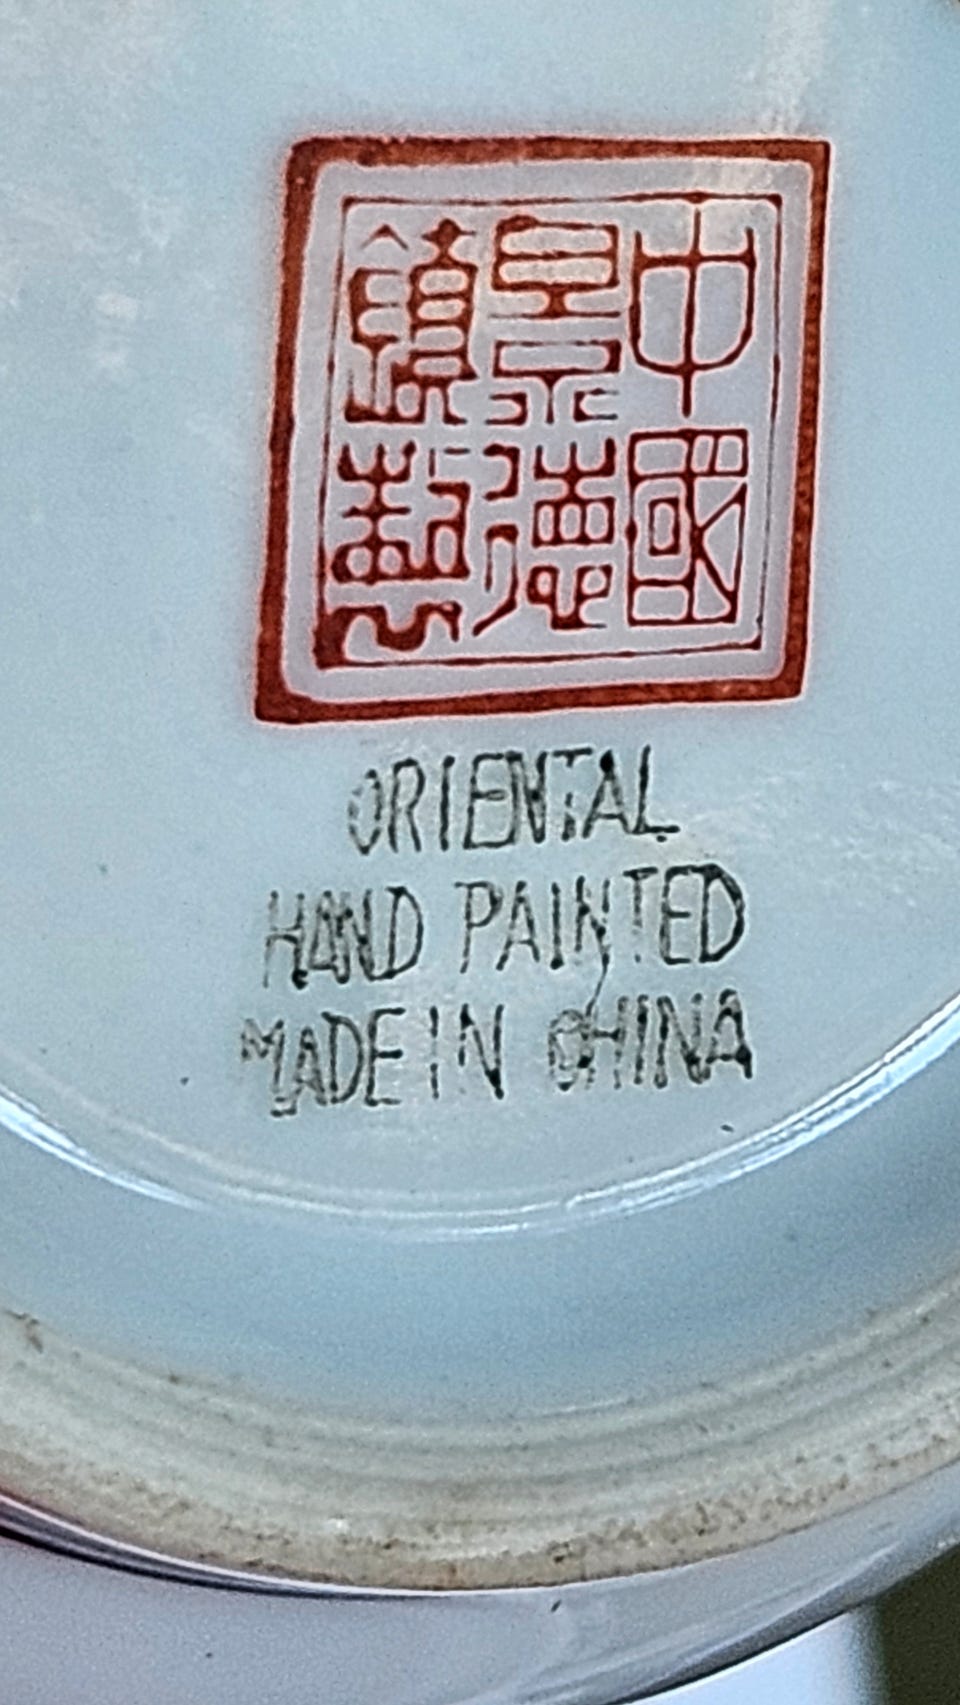 中國
景德
鎮製
ORIENTAL
HAND PAINTED
MADE IN CHINA